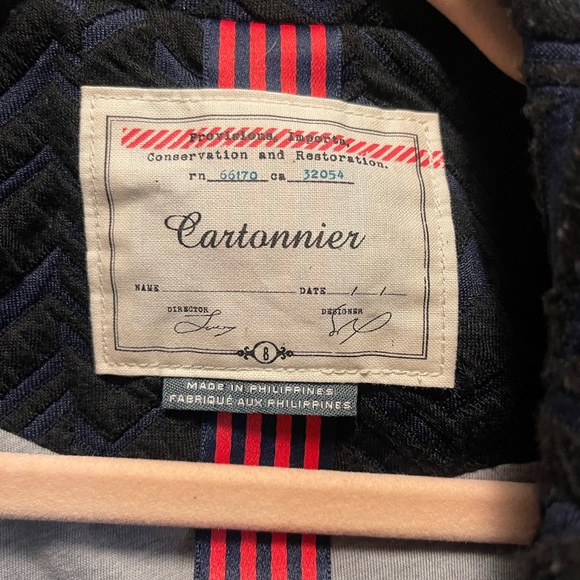 Provisions, Imports,
Conservation and Restoration.
rn 66170 ca 32054
Cartonnier
NAME DATE / /
DIRECTOR DESIGNER
8
MADE IN PHILIPPINES
FABRIQUÉ AUX PHILIPPINES